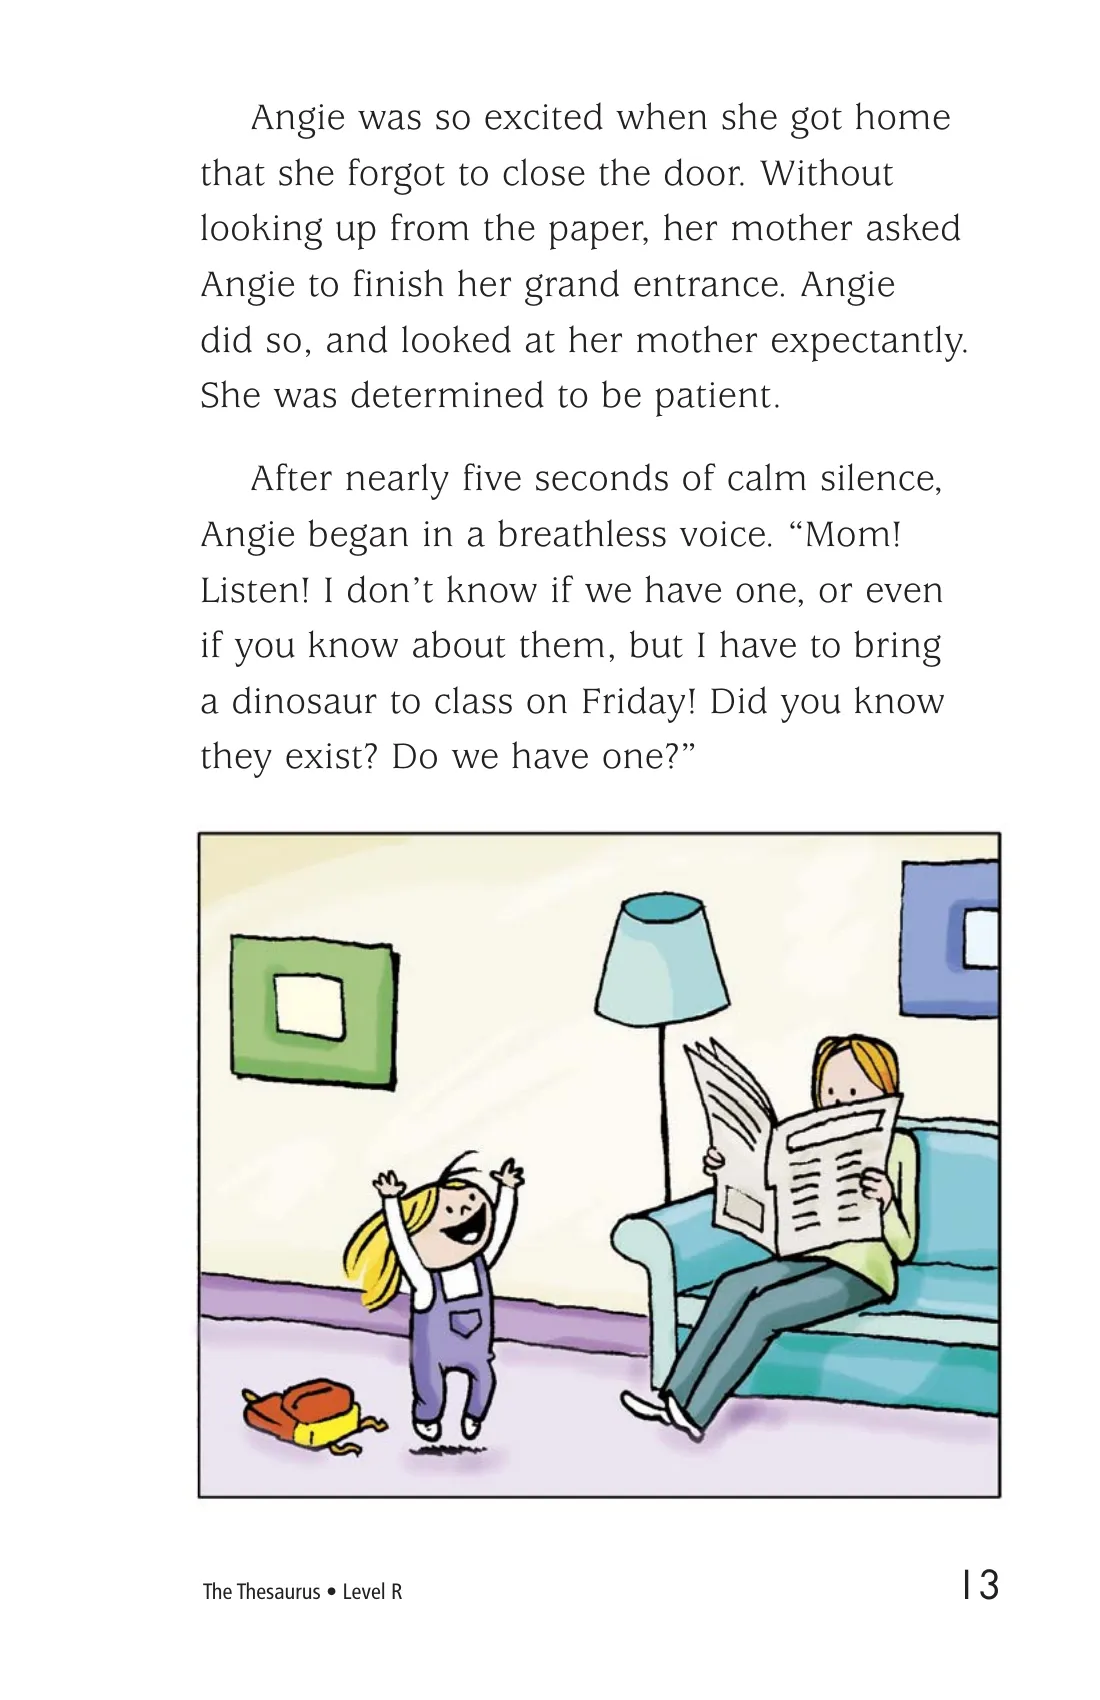 Angie was so excited when she got home
that she forgot to close the door. Without
looking up from the paper, her mother asked
Angie to finish her grand entrance. Angie
did so, and looked at her mother expectantly.
She was determined to be patient.
After nearly five seconds of calm silence,
Angie began in a breathless voice. “Mom!
Listen! I don’t know if we have one, or even
if you know about them, but I have to bring
a dinosaur to class on Friday! Did you know
they exist? Do we have one?”
The Thesaurus • Level R
13